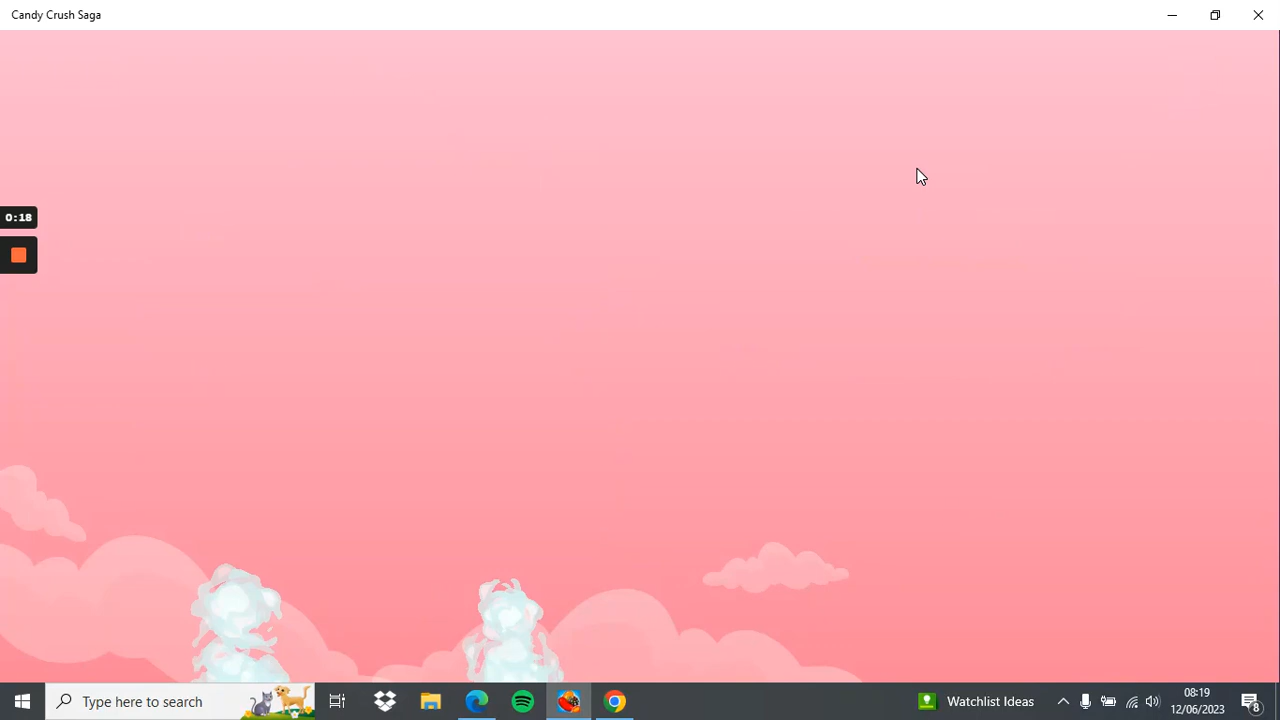 Candy Crush Saga
0:18
Type here to search
Watchlist Ideas
08:19
12/06/2023
8